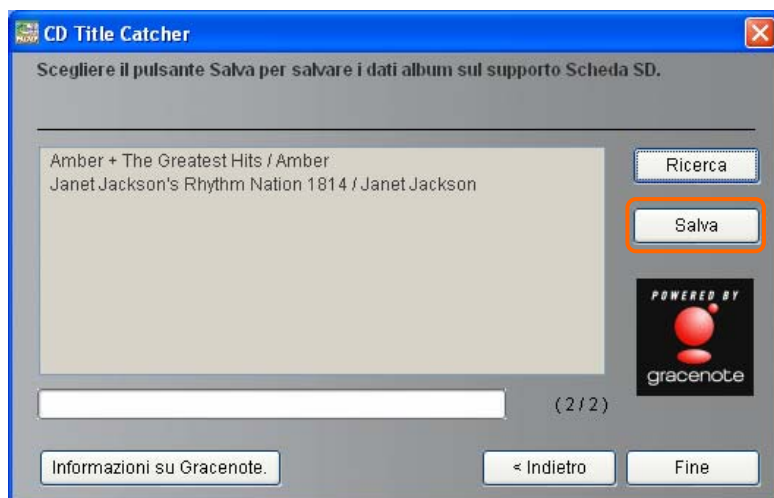 CD Title Catcher
Scegliere il pulsante Salva per salvare i dati album sul supporto Scheda SD.
Amber + The Greatest Hits / Amber
Janet Jackson's Rhythm Nation 1814 / Janet Jackson
Ricerca
Salva
POWERED BY
gracenote
(2/2)
Informazioni su Gracenote.
< Indietro
Fine